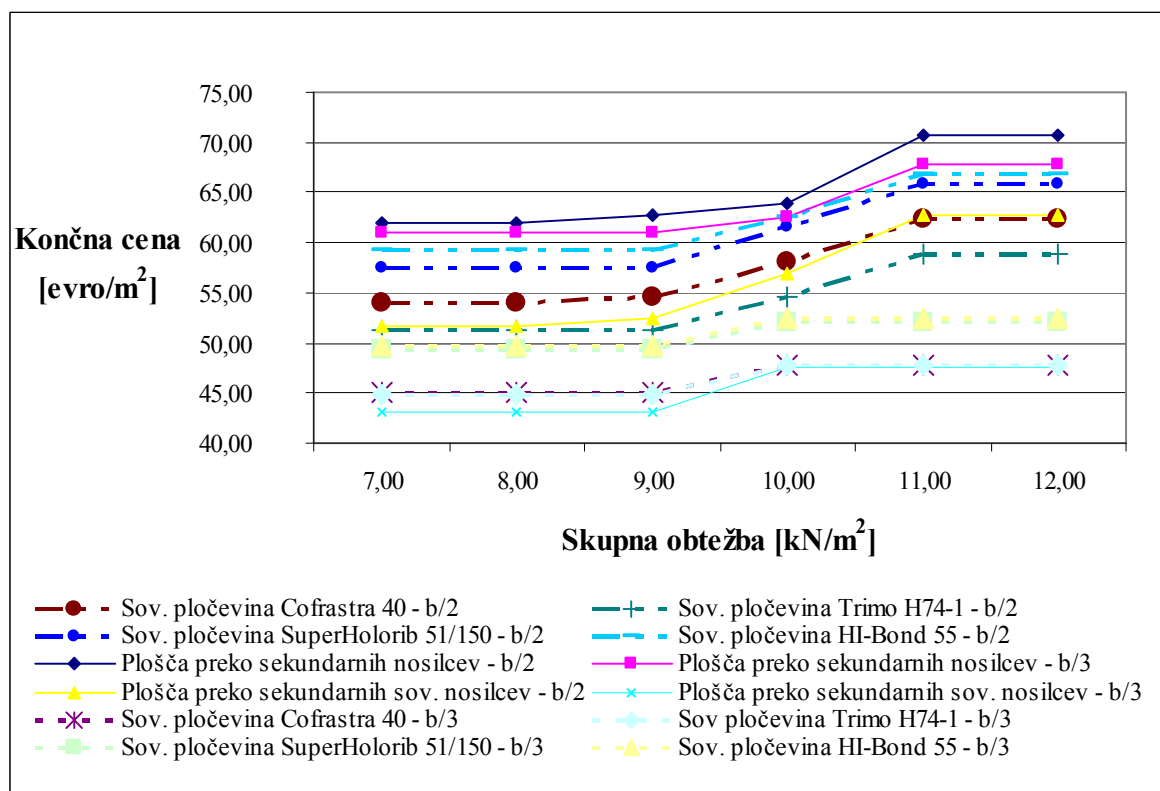 75,00
70,00
65,00
60,00
55,00
50,00
45,00
40,00
Končna cena
[evro/m²]
7,00 8,00 9,00 10,00 11,00 12,00
Skupna obtežba [kN/m²]
Sov. pločevina Cofrastra 40 - b/2
Sov. pločevina Trimo H74-1 - b/2
Sov. pločevina SuperHolorib 51/150 - b/2
Sov. pločevina HI-Bond 55 - b/2
Plošča preko sekundarnih nosilcev - b/2
Plošča preko sekundarnih nosilcev - b/3
Plošča preko sekundarnih sov. nosilcev - b/2
Plošča preko sekundarnih sov. nosilcev - b/3
Sov. pločevina Cofrastra 40 - b/3
Sov pločevina Trimo H74-1 - b/3
Sov. pločevina SuperHolorib 51/150 - b/3
Sov. pločevina HI-Bond 55 - b/3